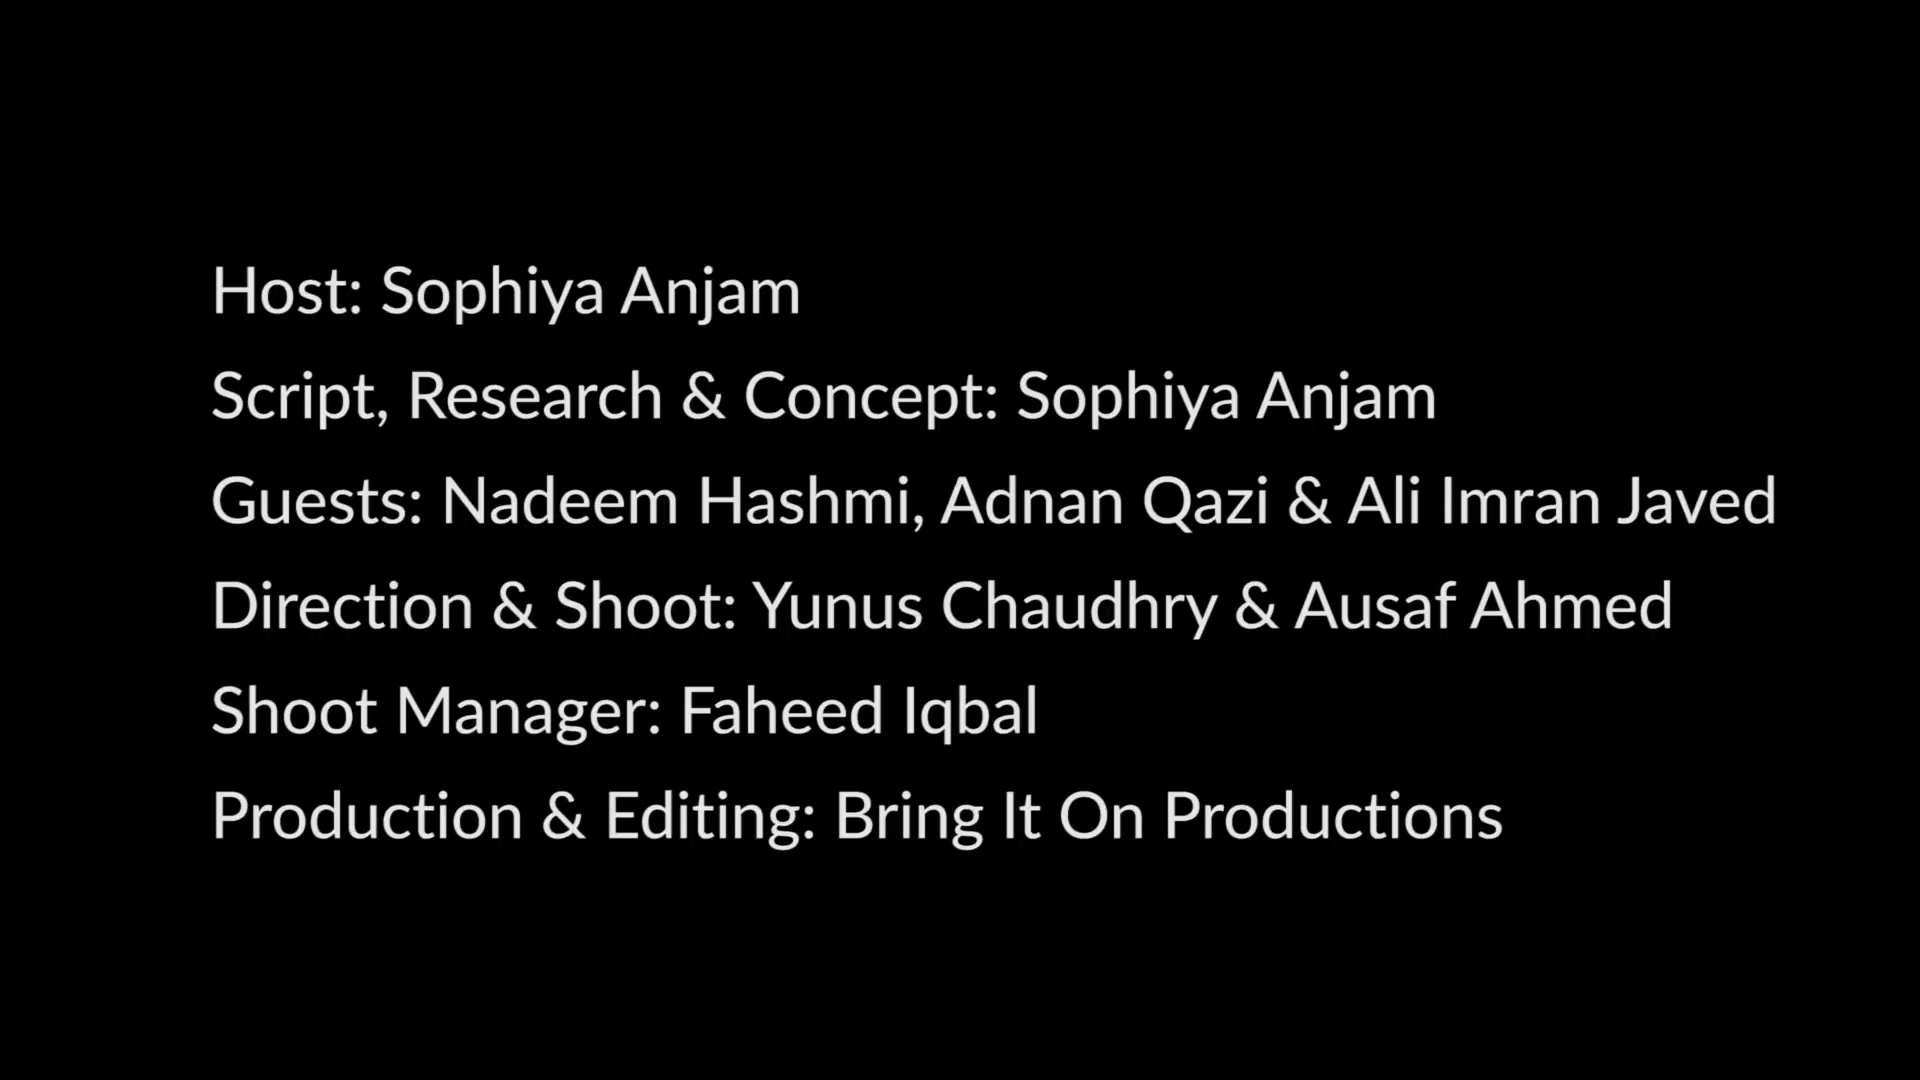 Host: Sophiya Anjam
Script, Research & Concept: Sophiya Anjam
Guests: Nadeem Hashmi, Adnan Qazi & Ali Imran Javed
Direction & Shoot: Yunus Chaudhry & Ausaf Ahmed
Shoot Manager: Faheed Iqbal
Production & Editing: Bring It On Productions